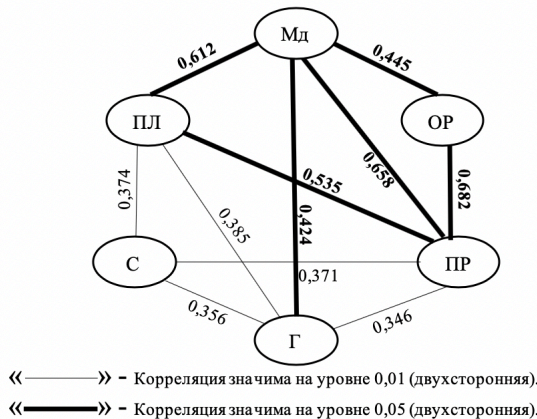 Мд
0,612
0,445
ПЛ
ОР
0,374
0,385
0,535
0,658
0,682
0,424
С
0,371
ПР
0,356
0,346
Г
«———» - Корреляция значима на уровне 0,01 (двухсторонняя).
«———» - Корреляция значима на уровне 0,05 (двухсторонняя).